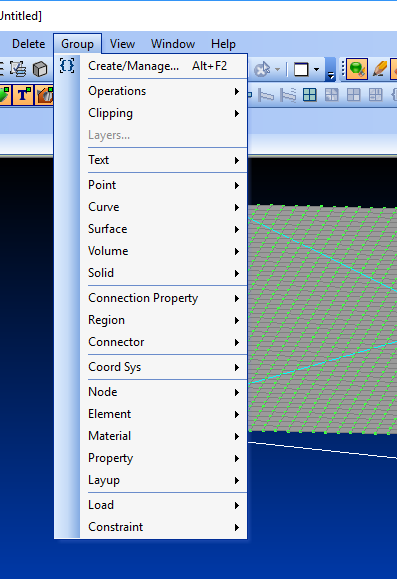 Untitled]
Delete Group View Window Help
Create/Manage... Alt+F2
Operations
Clipping
Layers...
Text
Point
Curve
Surface
Volume
Solid
Connection Property
Region
Connector
Coord Sys
Node
Element
Material
Property
Layup
Load
Constraint